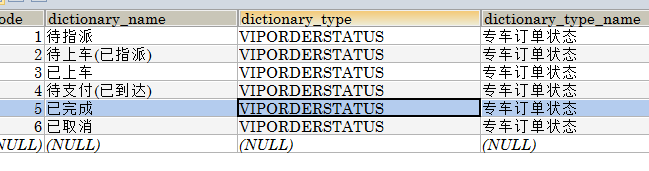 ode dictionary_name dictionary_type dictionary_type_name
1 待指派 VIPORDERSTATUS 专车订单状态
2 待上车(已指派) VIPORDERSTATUS 专车订单状态
3 已上车 VIPORDERSTATUS 专车订单状态
4 待支付(已到达) VIPORDERSTATUS 专车订单状态
5 已完成 VIPORDERSTATUS 专车订单状态
6 已取消 VIPORDERSTATUS 专车订单状态
NULL) (NULL) (NULL) (NULL)